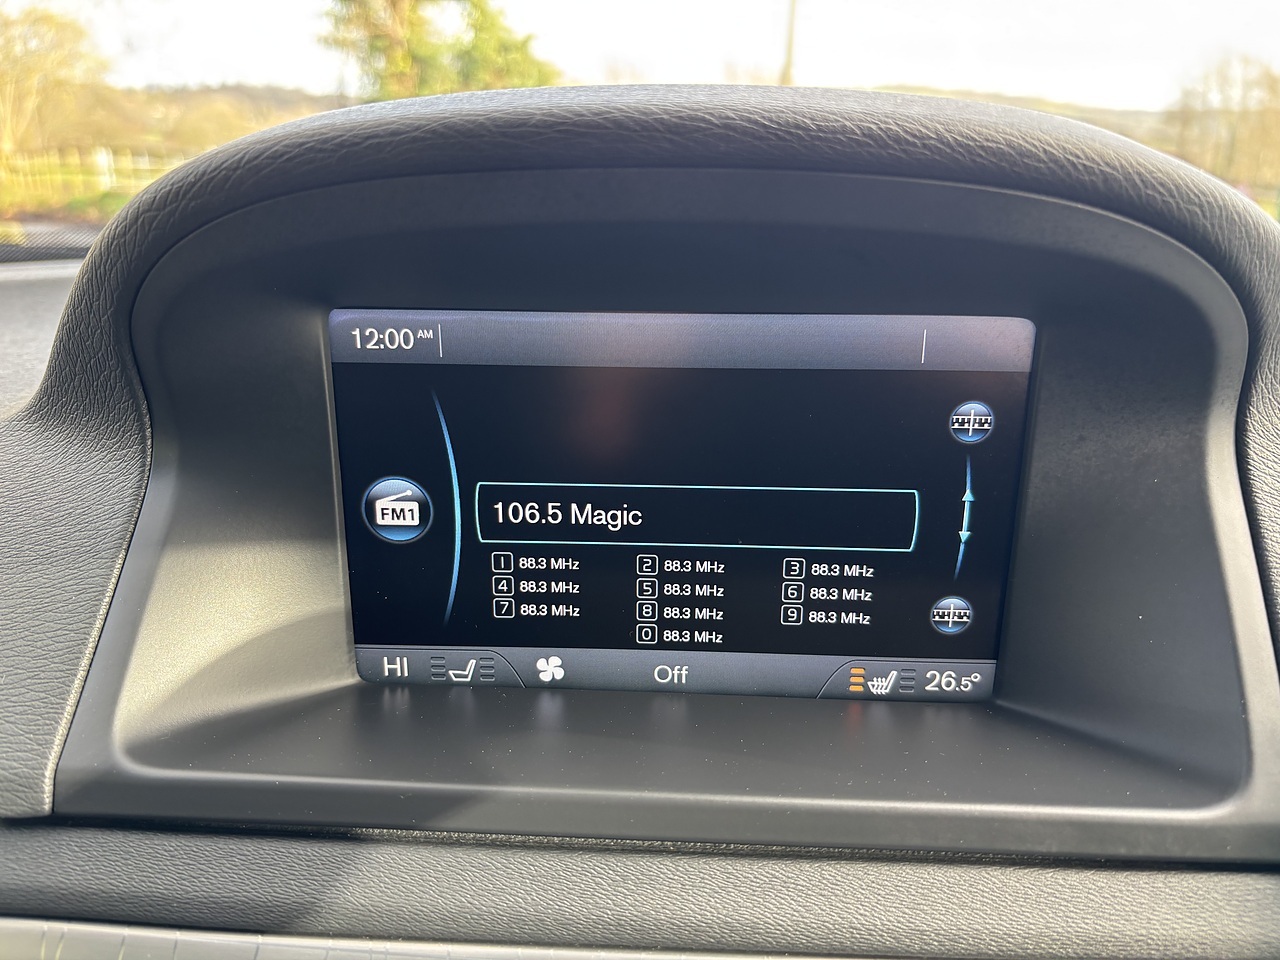 12:00 AM
FM1
106.5 Magic
1 88.3 MHz 2 88.3 MHz 3 88.3 MHz
4 88.3 MHz 5 88.3 MHz 6 88.3 MHz
7 88.3 MHz 8 88.3 MHz 9 88.3 MHz
0 88.3 MHz
HI Off 26.5°